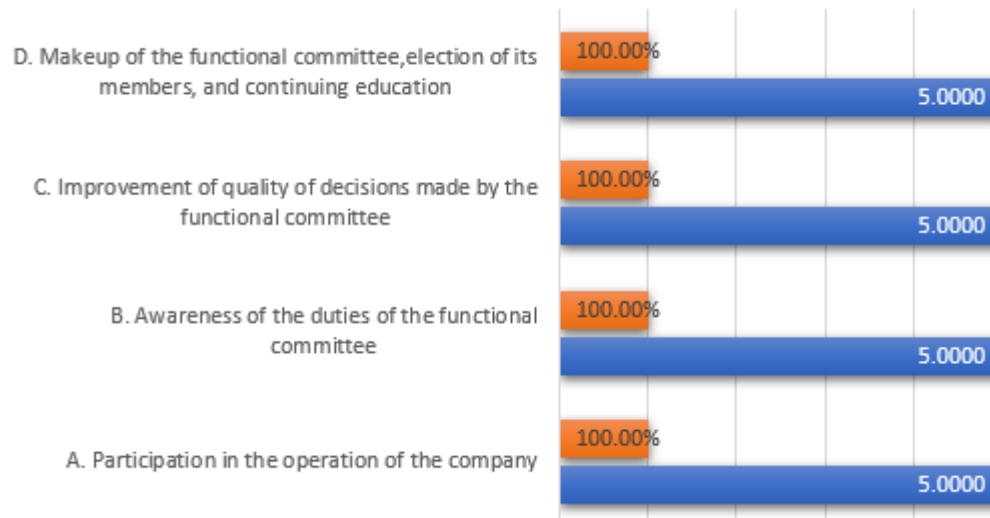 D. Makeup of the functional committee,election of its
members, and continuing education
100.00%
5.0000
C. Improvement of quality of decisions made by the
functional committee
100.00%
5.0000
B. Awareness of the duties of the functional
committee
100.00%
5.0000
A. Participation in the operation of the company
100.00%
5.0000